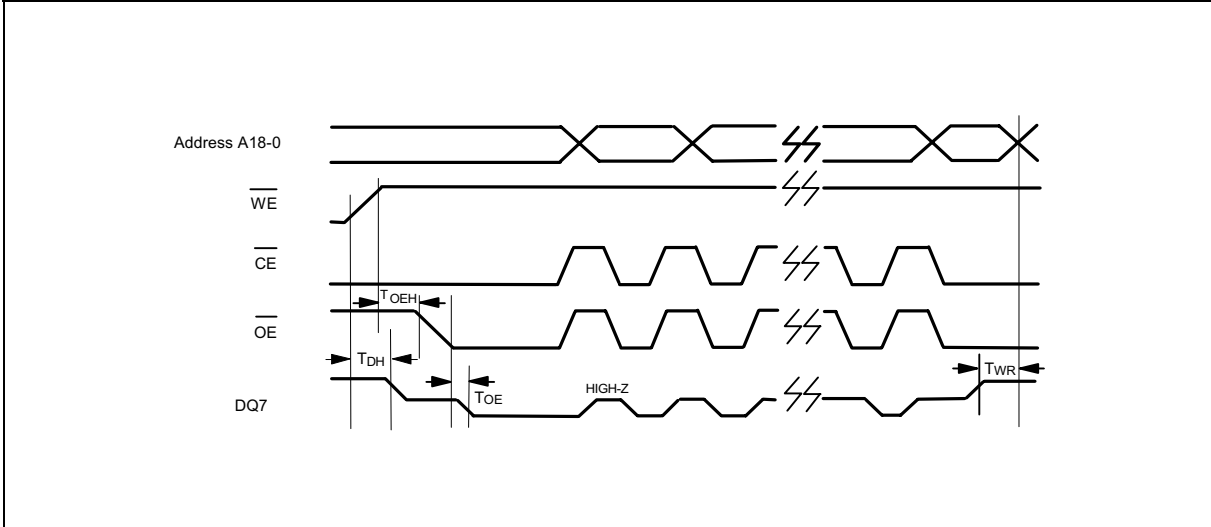 Address A18-0
WE
CE
TOEH
OE
TDH
TOE
HIGH-Z
TWR
DQ7